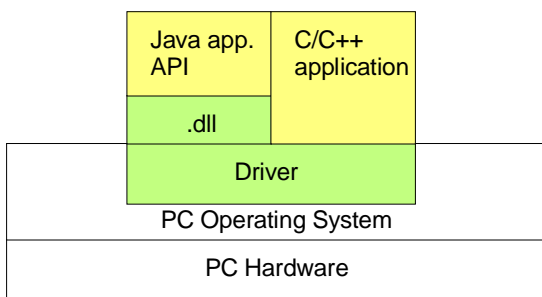 Java app.
API
C/C++
application
.dll
Driver
PC Operating System
PC Hardware